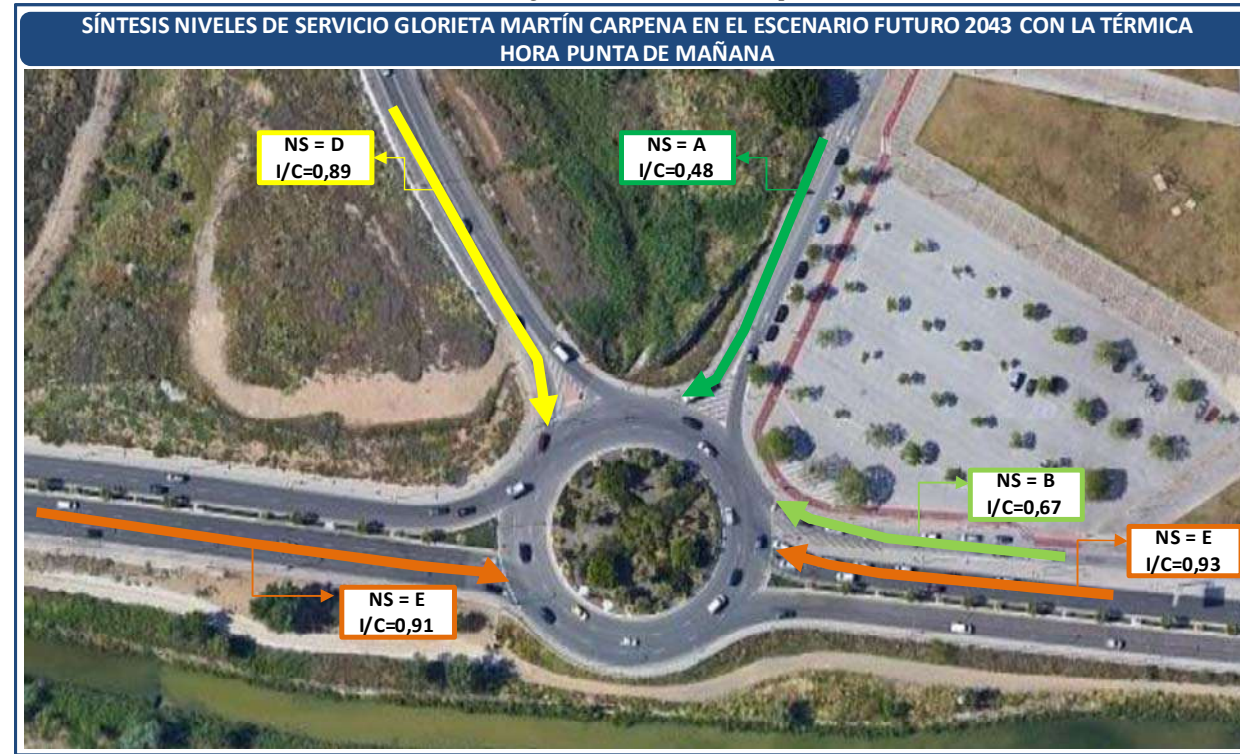 SÍNTESIS NIVELES DE SERVICIO GLORIETA MARTÍN CARPENA EN EL ESCENARIO FUTURO 2043 CON LA TÉRMICA
HORA PUNTA DE MAÑANA
NS = D
I/C=0,89
NS = A
I/C=0,48
NS = B
I/C=0,67
NS = E
I/C=0,93
NS = E
I/C=0,91